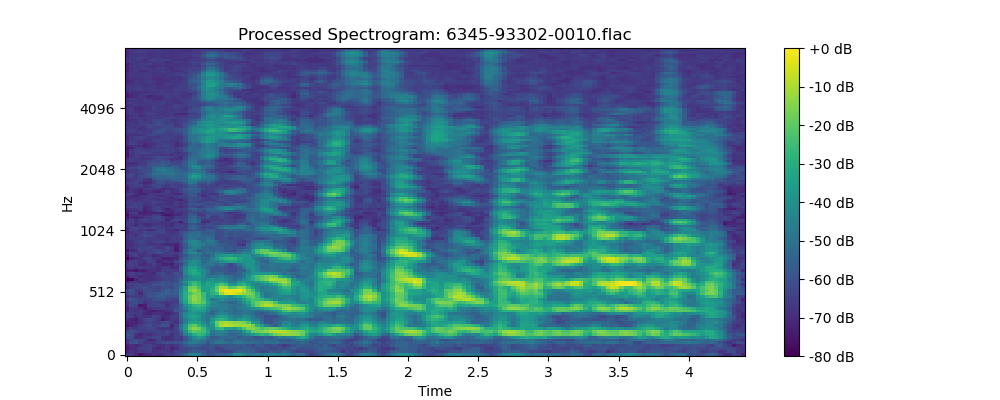 Processed Spectrogram: 6345-93302-0010.flac
Hz
4096
2048
1024
512
0
0
0.5
1
1.5
2
2.5
3
3.5
4
Time
+0 dB
-10 dB
-20 dB
-30 dB
-40 dB
-50 dB
-60 dB
-70 dB
-80 dB